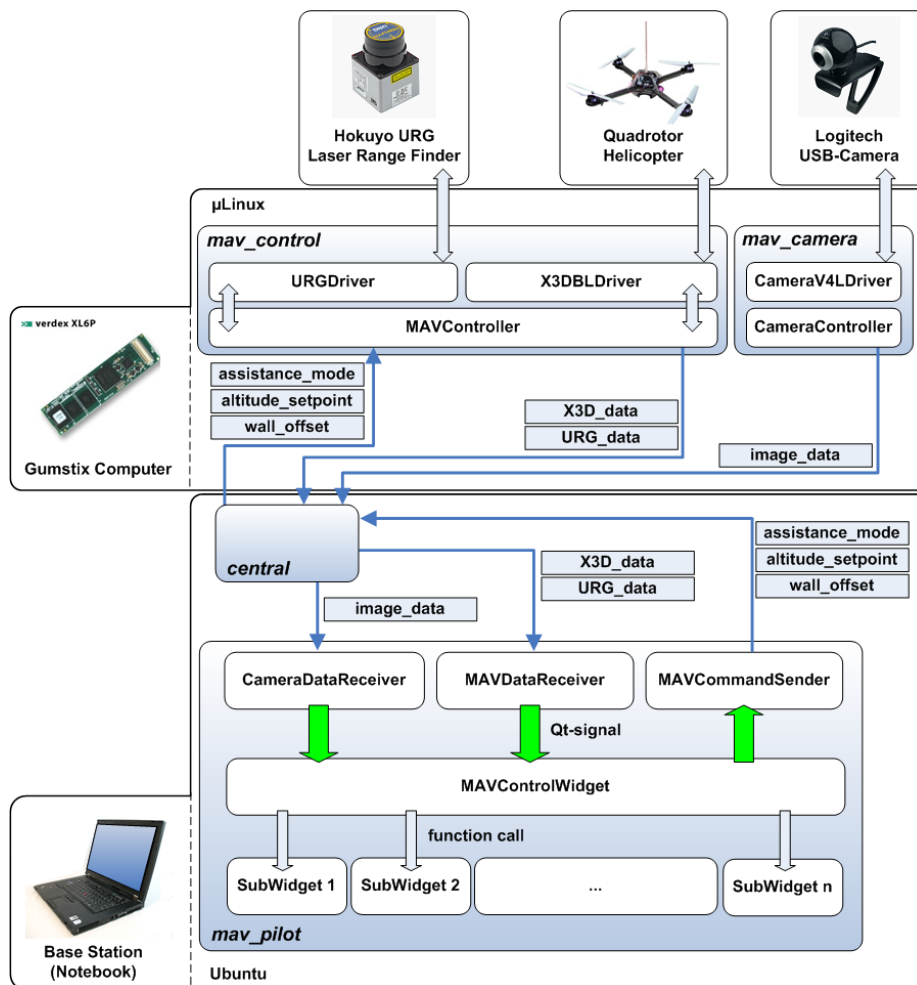 Hokuyo URG
Laser Range Finder
Quadrotor
Helicopter
Logitech
USB-Camera
µLinux
mav_control
mav_camera
URGDriver
X3DBLDriver
CameraV4LDriver
MAVController
CameraController
verdex XL6P
Gumstix Computer
assistance_mode
altitude_setpoint
wall_offset
X3D_data
URG_data
image_data
central
assistance_mode
altitude_setpoint
wall_offset
X3D_data
URG_data
image_data
CameraDataReceiver
MAVDataReceiver
MAVCommandSender
Qt-signal
MAVControlWidget
function call
SubWidget 1
SubWidget 2
...
SubWidget n
mav_pilot
Base Station
(Notebook)
Ubuntu